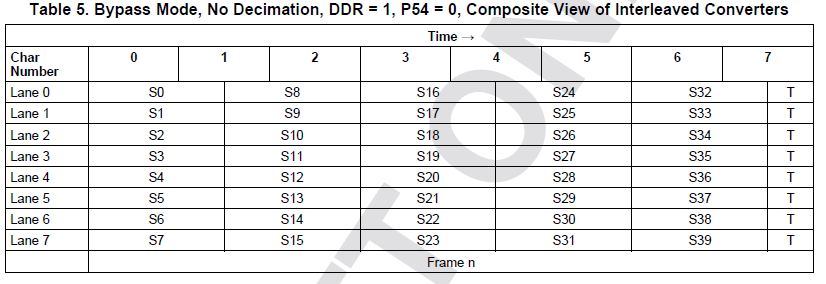 Table 5. Bypass Mode, No Decimation, DDR = 1, P54 = 0, Composite View of Interleaved Converters
Time →
Char Number 0 1 2 3 4 5 6 7
Lane 0 S0 S8 S16 S24 S32 T
Lane 1 S1 S9 S17 S25 S33 T
Lane 2 S2 S10 S18 S26 S34 T
Lane 3 S3 S11 S19 S27 S35 T
Lane 4 S4 S12 S20 S28 S36 T
Lane 5 S5 S13 S21 S29 S37 T
Lane 6 S6 S14 S22 S30 S38 T
Lane 7 S7 S15 S23 S31 S39 T
Frame n